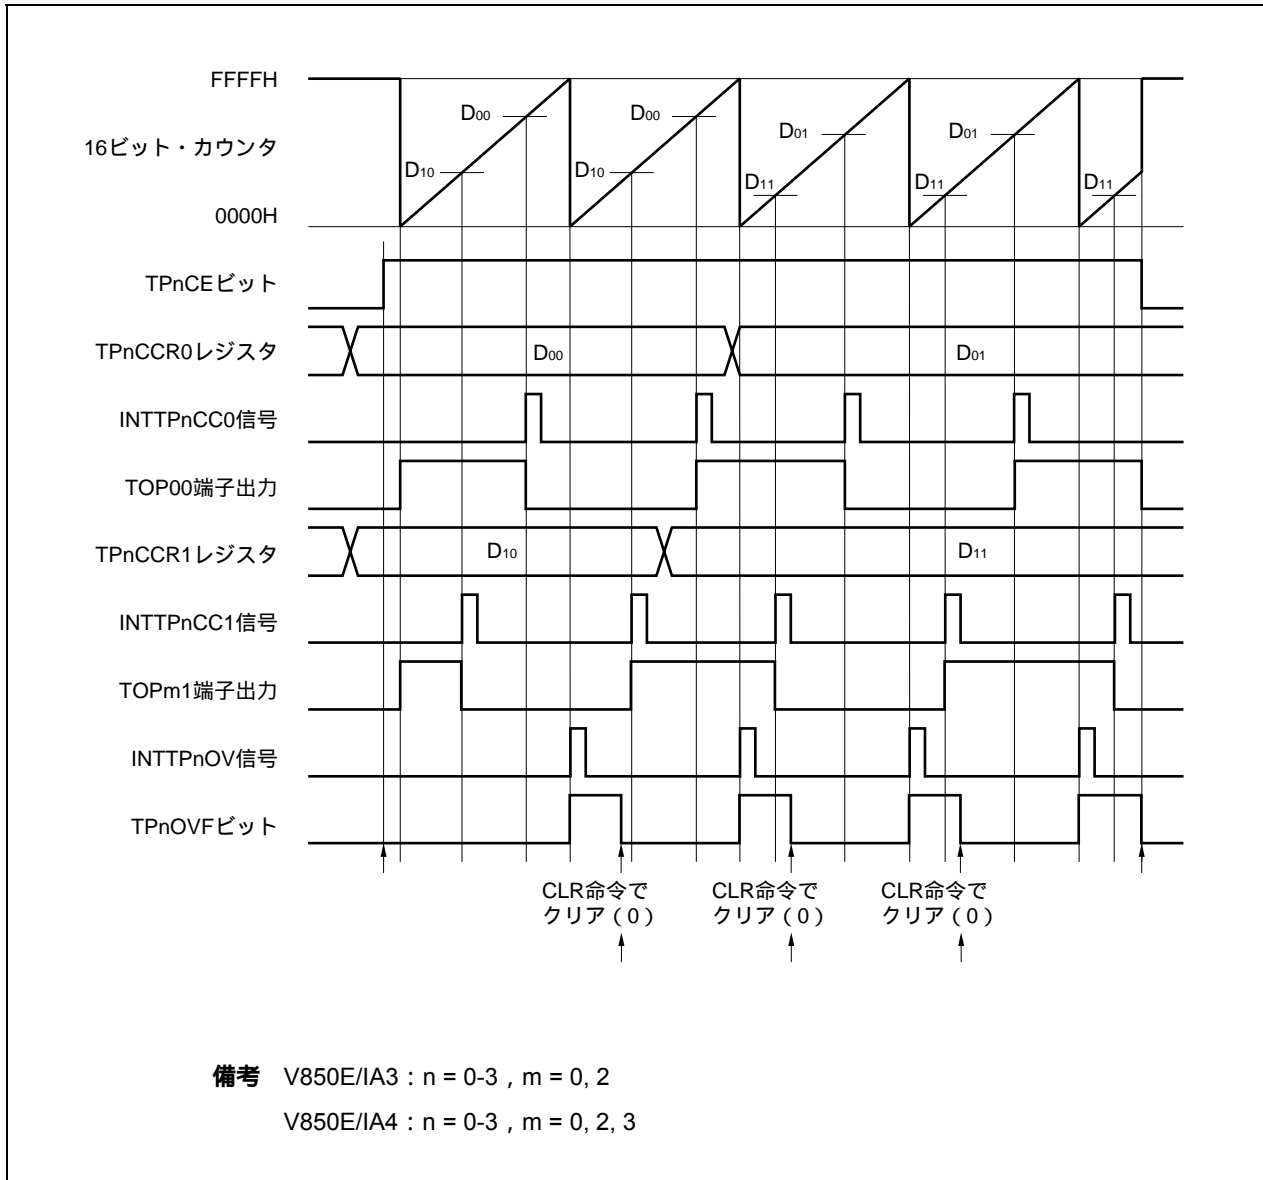 FFFFH
D00 D00
D01 D01
16ビット・カウンタ
D10 D10
D11 D11 D11
0000H
TPnCEビット
TPnCCR0レジスタ
D00 D01
INTTPnCC0信号
TOP00端子出力
TPnCCR1レジスタ
D10 D11
INTTPnCC1信号
TOPm1端子出力
INTTPnOV信号
TPnOVFビット
CLR命令で
クリア（0）
CLR命令で
クリア（0）
CLR命令で
クリア（0）
備考 V850E/IA3：n = 0-3，m = 0, 2
V850E/IA4：n = 0-3，m = 0, 2, 3